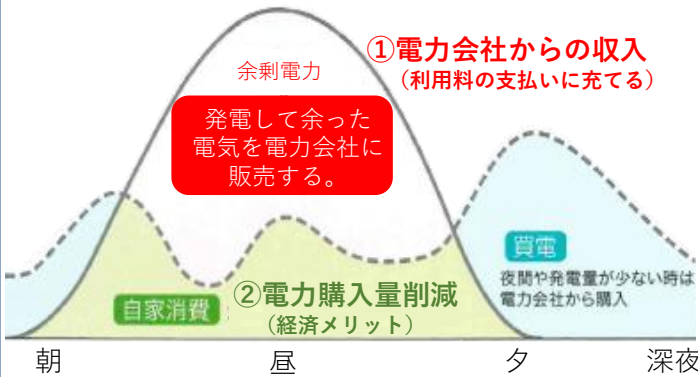 ①電力会社からの収入
（利用料の支払いに充てる）
余剰電力
発電して余った
電気を電力会社に
販売する。
買電
夜間や発電量が少ない時は
電力会社から購入
②電力購入量削減
（経済メリット）
自家消費
朝
昼
夕
深夜